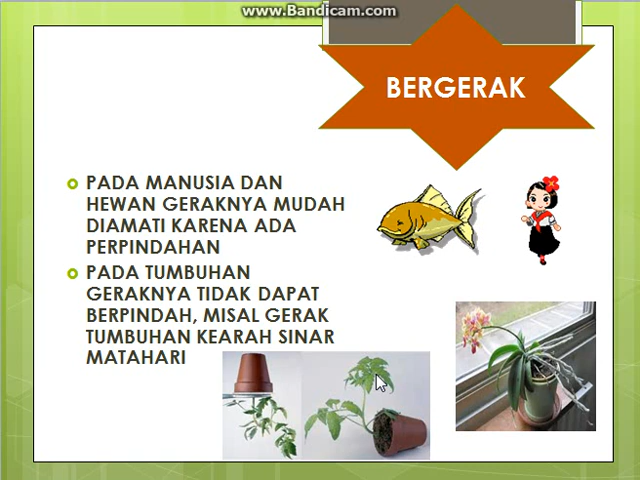 www.Bandicam.com
BERGERAK
PADA MANUSIA DAN
HEWAN GERAKNYA MUDAH
DIAMATI KARENA ADA
PERPINDAHAN
PADA TUMBUHAN
GERAKNYA TIDAK DAPAT
BERPINDAH, MISAL GERAK
TUMBUHAN KEARAH SINAR
MATAHARI